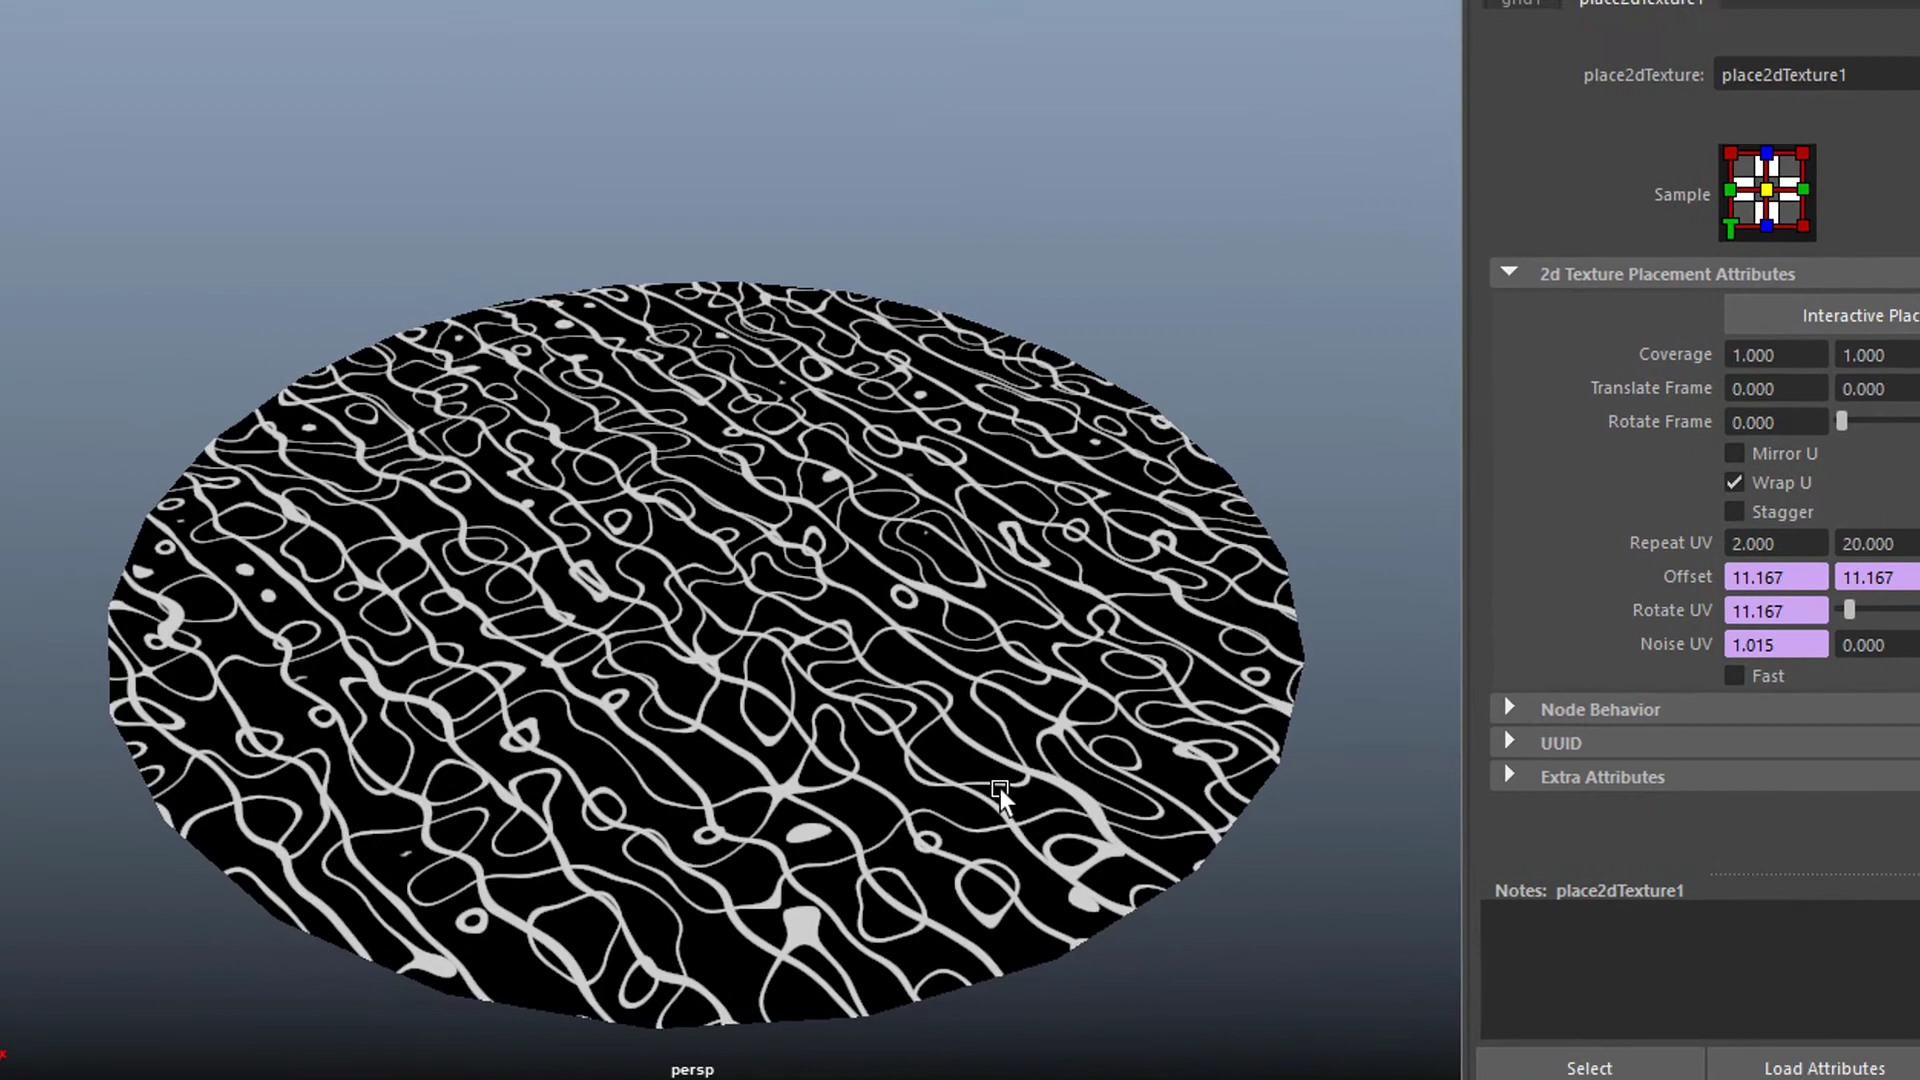 grid1 place2dTexture1
place2dTexture: place2dTexture1
Sample
2d Texture Placement Attributes
Interactive Plac
Coverage 1.000 1.000
Translate Frame 0.000 0.000
Rotate Frame 0.000
Mirror U
Wrap U
Stagger
Repeat UV 2.000 20.000
Offset 11.167 11.167
Rotate UV 11.167
Noise UV 1.015 0.000
Fast
Node Behavior
UUID
Extra Attributes
Notes: place2dTexture1
Select Load Attributes
persp
x